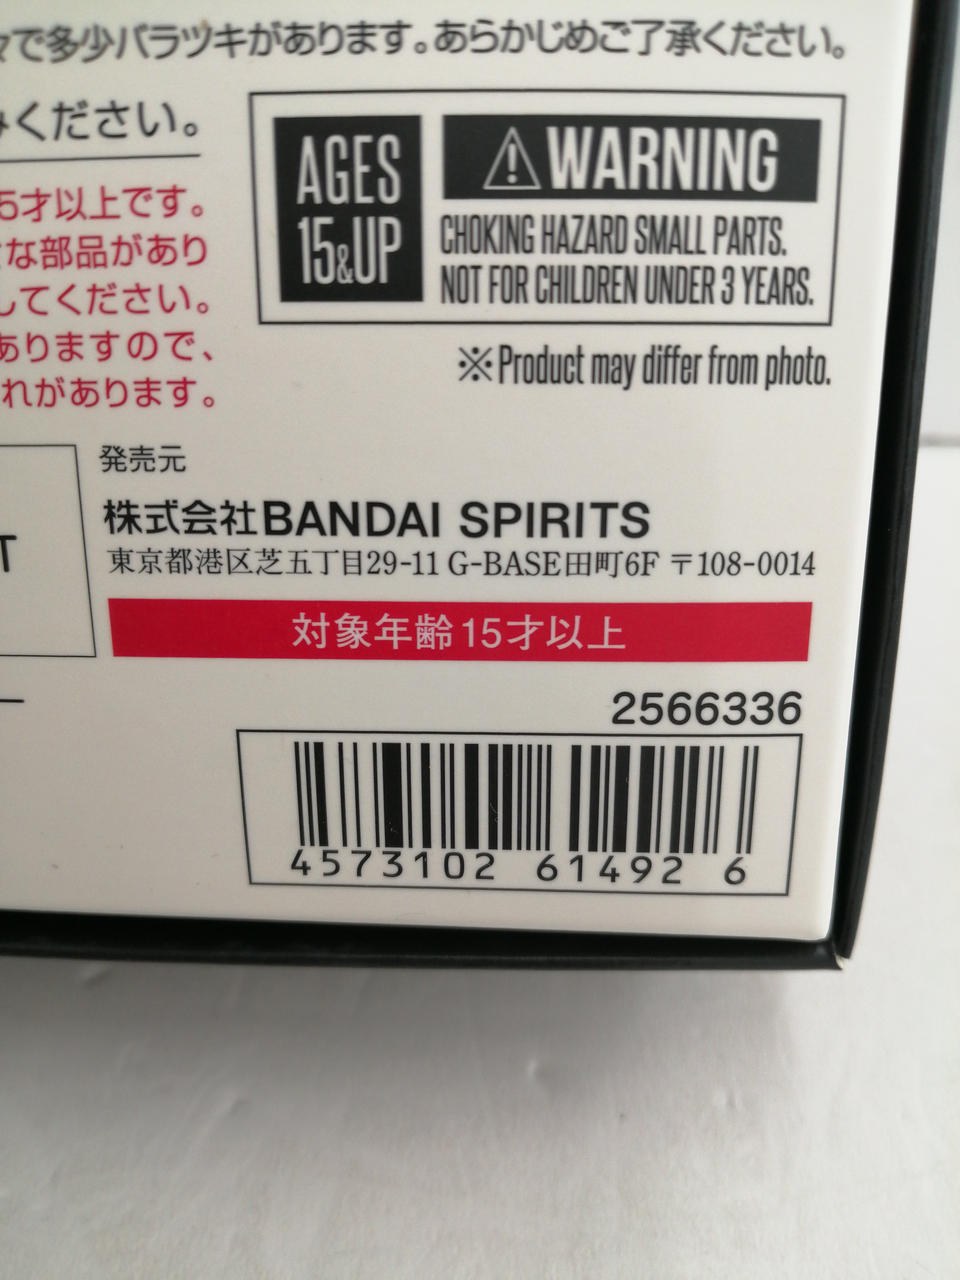 で多少バラツキがあります。あらかじめご了承ください。
ください。
AGES
15&UP
WARNING
CHOKING HAZARD SMALL PARTS.
NOT FOR CHILDREN UNDER 3 YEARS.
5才以上です。
な部品があり
してください。
ありますので、
れがあります。
※Product may differ from photo.
発売元
株式会社BANDAI SPIRITS
東京都港区芝五丁目29-11 G-BASE田町6F 〒108-0014
T
対象年齢15才以上
2566336
4573102 61492 6